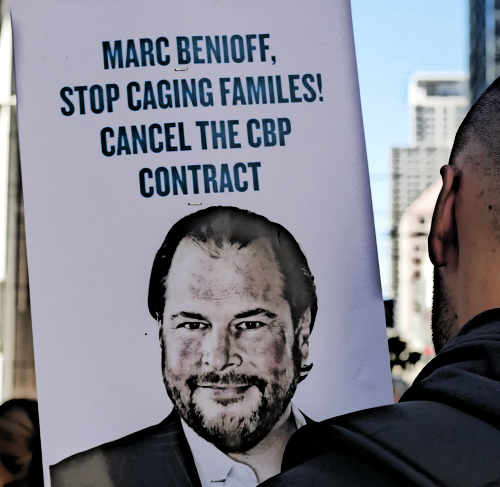 MARC BENIOFF,
STOP CAGING FAMILES!
CANCEL THE CBP
CONTRACT